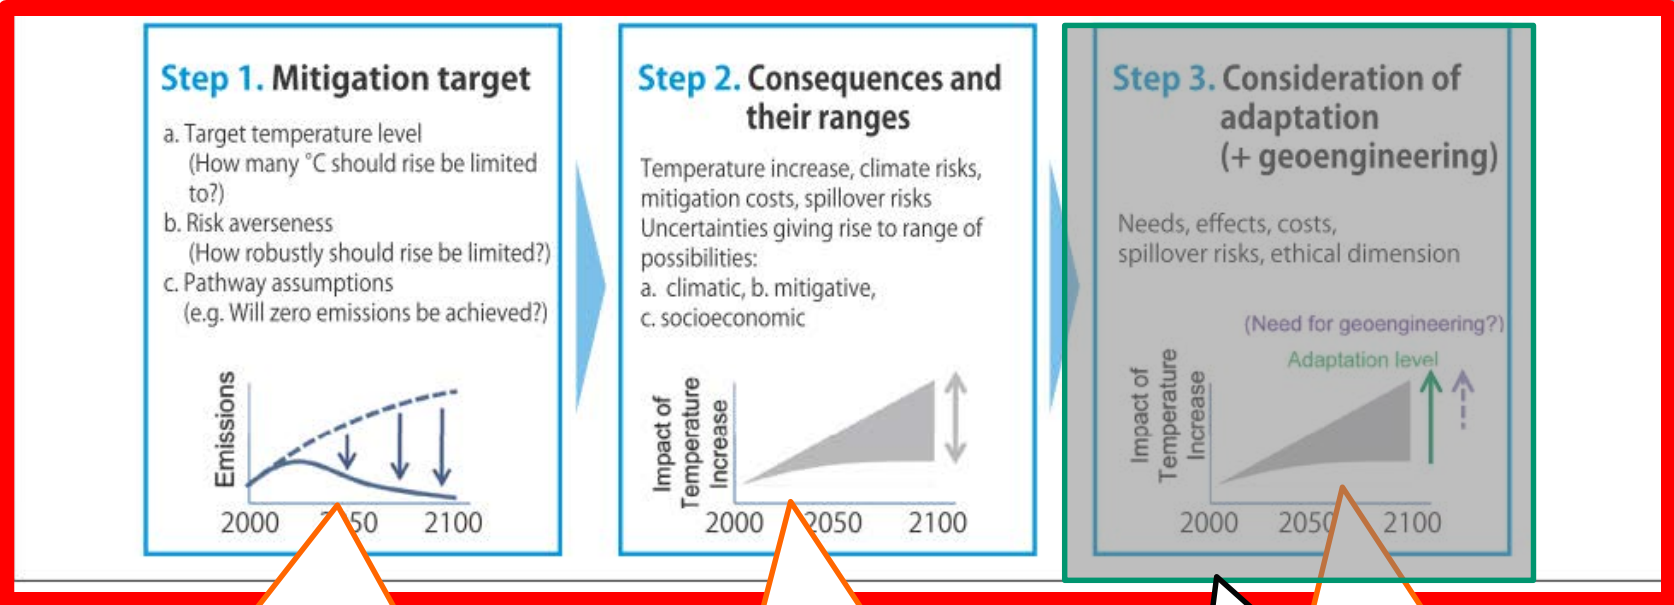 Step 1. Mitigation target
a. Target temperature level
(How many °C should rise be limited
to?)
b. Risk averseness
(How robustly should rise be limited?)
c. Pathway assumptions
(e.g. Will zero emissions be achieved?)
Emissions
2000
2100
Step 2. Consequences and
their ranges
Temperature increase, climate risks,
mitigation costs, spillover risks
Uncertainties giving rise to range of
possibilities:
a. climatic, b. mitigative,
c. socioeconomic
Impact of
Temperature
Increase
2000 2050 2100
Step 3. Consideration of
adaptation
(+ geoengineering)
Needs, effects, costs,
spillover risks, ethical dimension
(Need for geoengineering?)
Adaptation level
Impact of
Temperature
Increase
2000 2050 2100